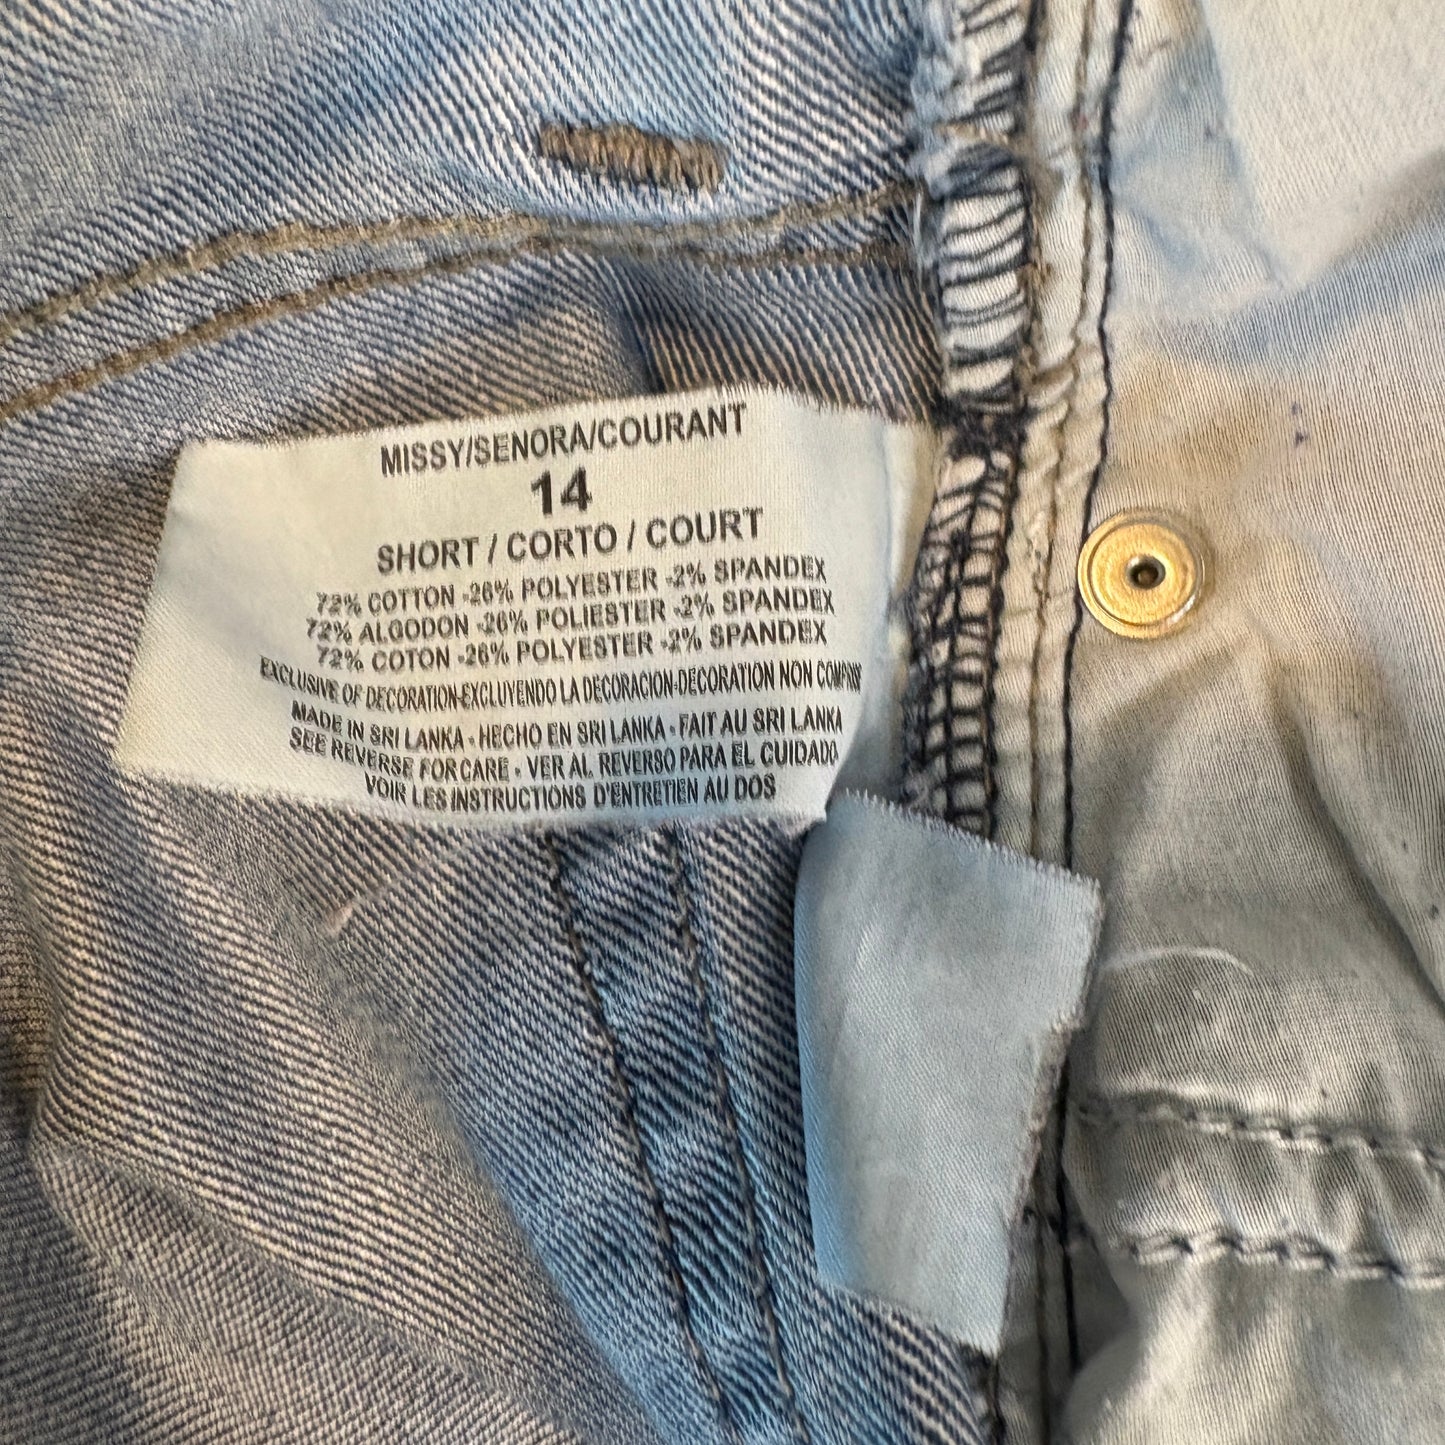 MISSY/SENORA/COURANT
14
SHORT / CORTO / COURT
72% COTTON -26% POLYESTER -2% SPANDEX
72% ALGODON -26% POLIESTER -2% SPANDEX
72% COTON -26% POLYESTER -2% SPANDEX
EXCLUSIVE OF DECORATION-EXCLUYENDO LA DECORACION-DECORATION NON COMPRISE
MADE IN SRI LANKA - HECHO EN SRI LANKA - FAIT AU SRI LANKA
SEE REVERSE FOR CARE - VER AL REVERSO PARA EL CUIDADO
VOIR LES INSTRUCTIONS D'ENTRETIEN AU DOS